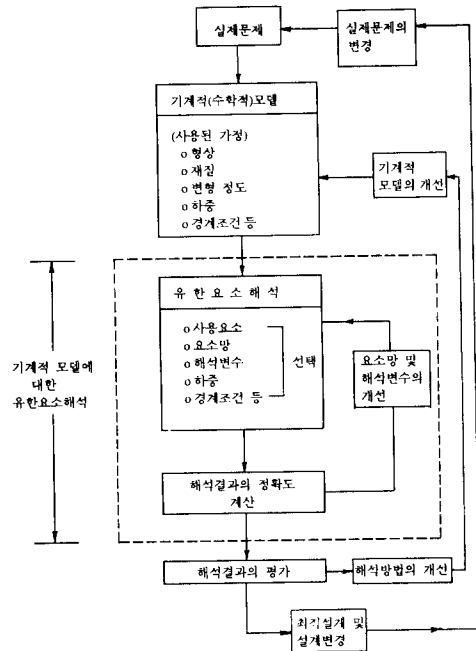 실제문제
실제문제의
변경
기계적(수학적)모델
(사용된 가정)
o 형상
o 재질
o 변형 정도
o 하중
o 경계조건 등
기계적
모델의 개선
유 한 요 소 해 석
o 사용요소
o 요소망
o 해석변수
o 하중
o 경계조건 등
선택
요소망 및
해석변수의
개선
기계적 모델에
대한
유한요소해석
해석결과의 정확도
계산
해석결과의 평가
해석방법의 개선
최적설계 및
설계변경